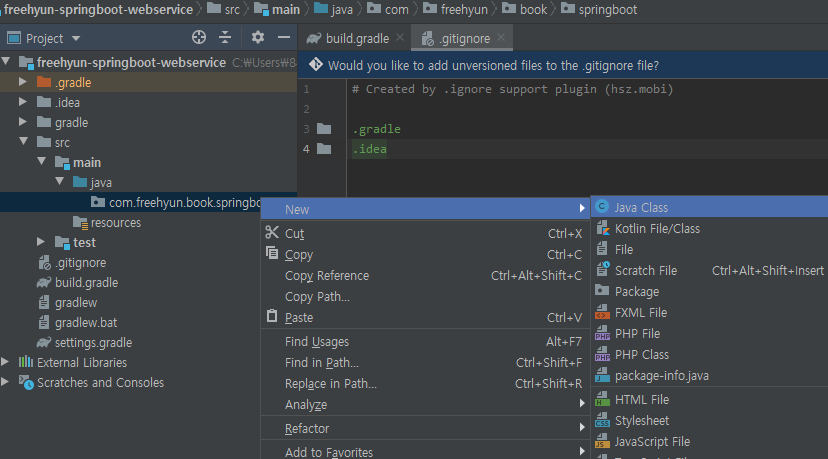 freehyun-springboot-webservice src main java com freehyun book springboot
Project
build.gradle
.gitignore
freehyun-springboot-webservice C:₩Users₩8
Would you like to add unversioned files to the .gitignore file?
.gradle
.idea
gradle
src
main
java
com.freehyun.book.springbo
resources
test
.gitignore
build.gradle
gradlew
gradlew.bat
settings.gradle
External Libraries
Scratches and Consoles
1 # Created by .ignore support plugin (hsz.mobi)
2
3 .gradle
4 .idea
New
Cut Ctrl+X
Copy Ctrl+C
Copy Reference Ctrl+Alt+Shift+C
Copy Path...
Paste Ctrl+V
Find Usages Alt+F7
Find in Path... Ctrl+Shift+F
Replace in Path... Ctrl+Shift+R
Analyze
Refactor
Add to Favorites
Java Class
Kotlin File/Class
File
Scratch File Ctrl+Alt+Shift+Insert
Package
FXML File
PHP File
PHP Class
package-info.java
HTML File
Stylesheet
JavaScript File